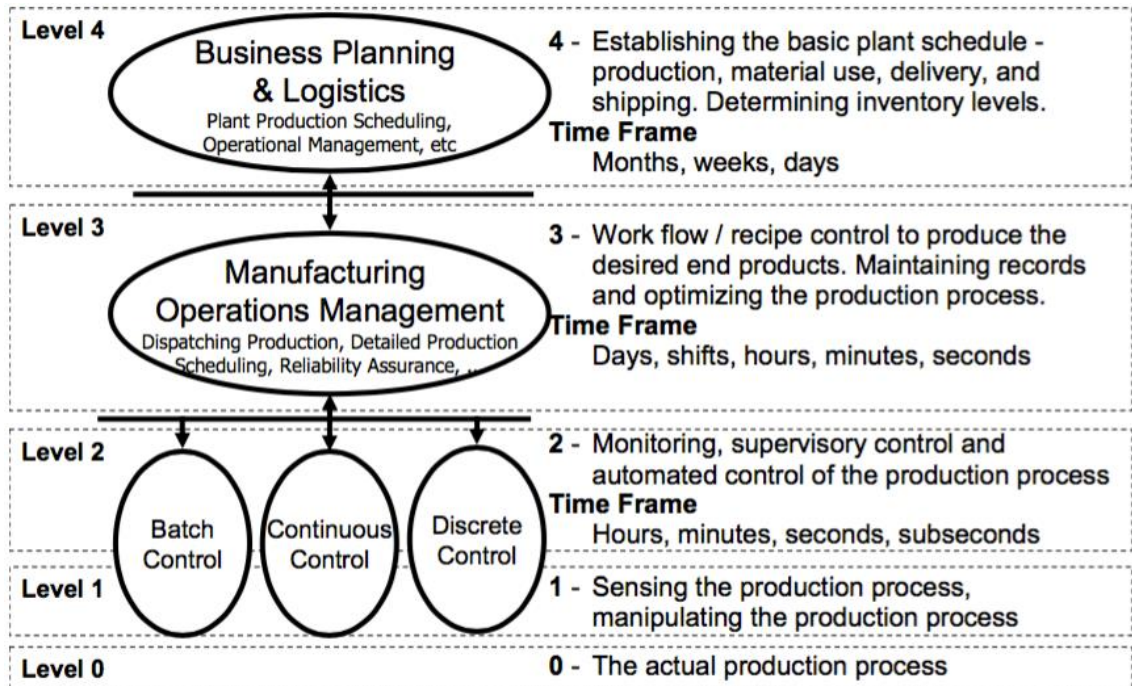 Level 4
Business Planning
& Logistics
Plant Production Scheduling,
Operational Management, etc
4 - Establishing the basic plant schedule -
production, material use, delivery, and
shipping. Determining inventory levels.
Time Frame
Months, weeks, days
Level 3
Manufacturing
Operations Management
Dispatching Production, Detailed Production
Scheduling, Reliability Assurance, ...
3 - Work flow / recipe control to produce the
desired end products. Maintaining records
and optimizing the production process.
Time Frame
Days, shifts, hours, minutes, seconds
Level 2
Batch
Control
Continuous
Control
Discrete
Control
2 - Monitoring, supervisory control and
automated control of the production process
Time Frame
Hours, minutes, seconds, subseconds
Level 1
1 - Sensing the production process,
manipulating the production process
Level 0
0 - The actual production process